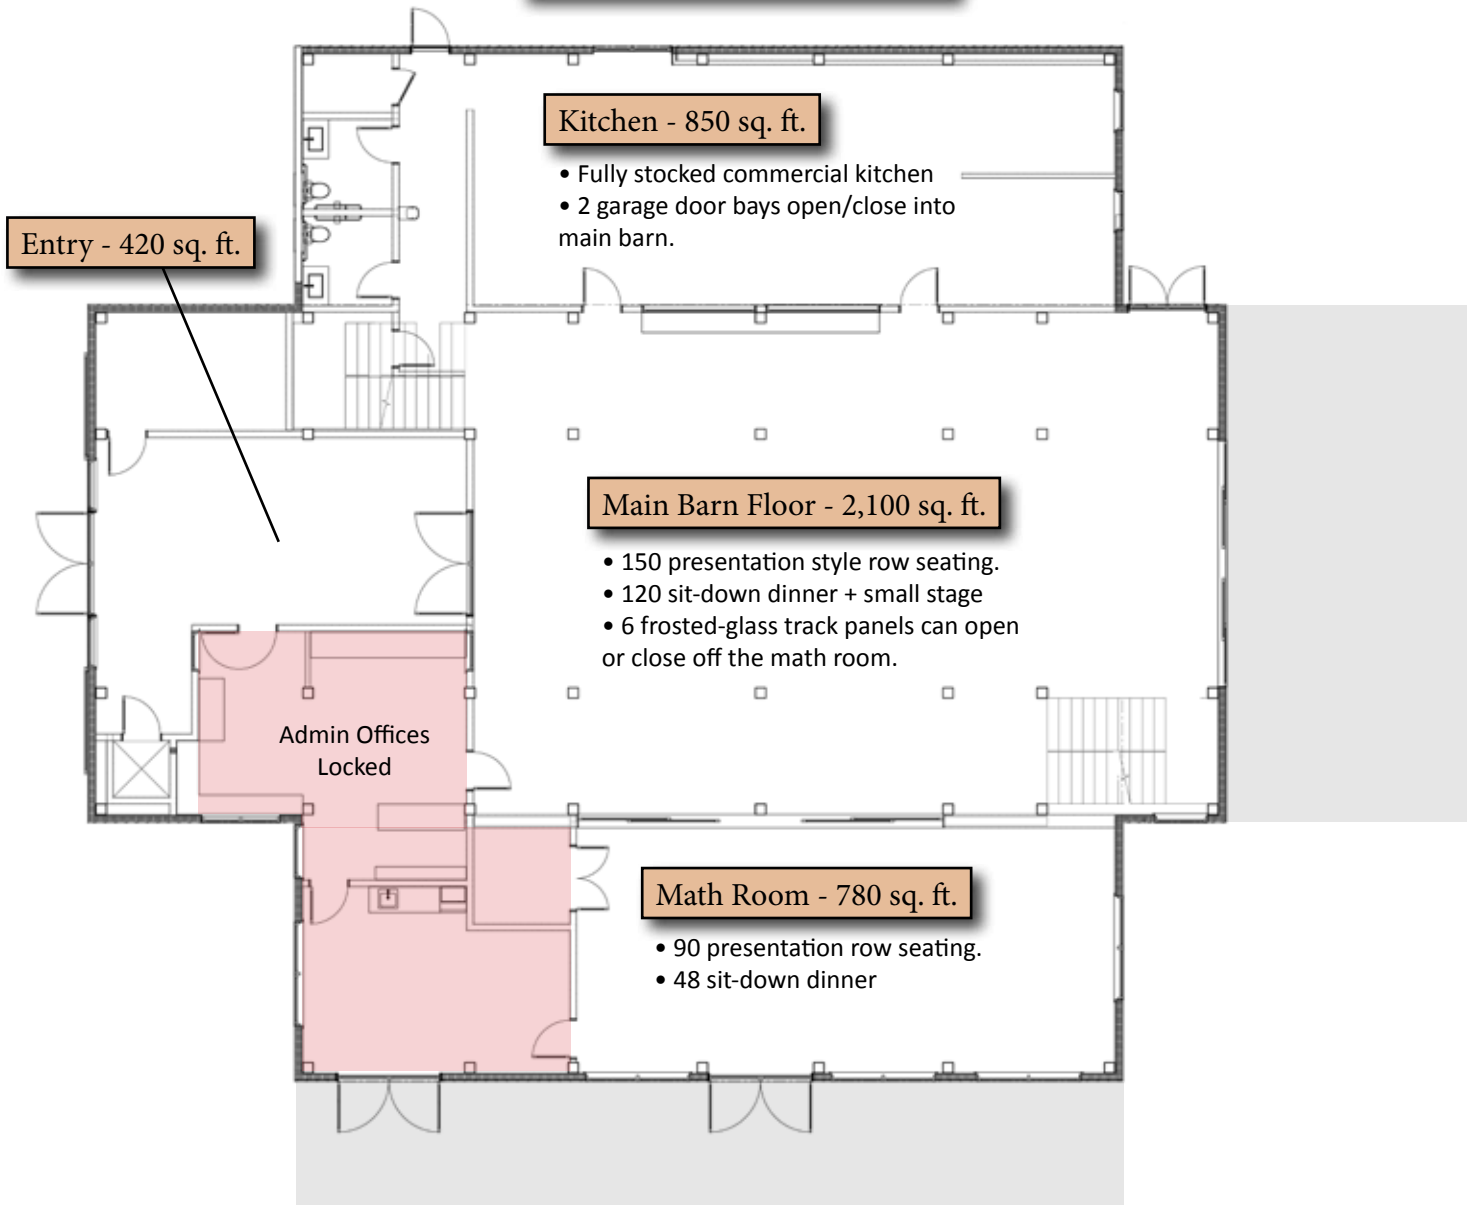 Kitchen - 850 sq. ft.
• Fully stocked commercial kitchen
• 2 garage door bays open/close into
main barn.
Entry - 420 sq. ft.
Main Barn Floor - 2,100 sq. ft.
• 150 presentation style row seating.
• 120 sit-down dinner + small stage
• 6 frosted-glass track panels can open
or close off the math room.
Admin Offices
Locked
Math Room - 780 sq. ft.
• 90 presentation row seating.
• 48 sit-down dinner